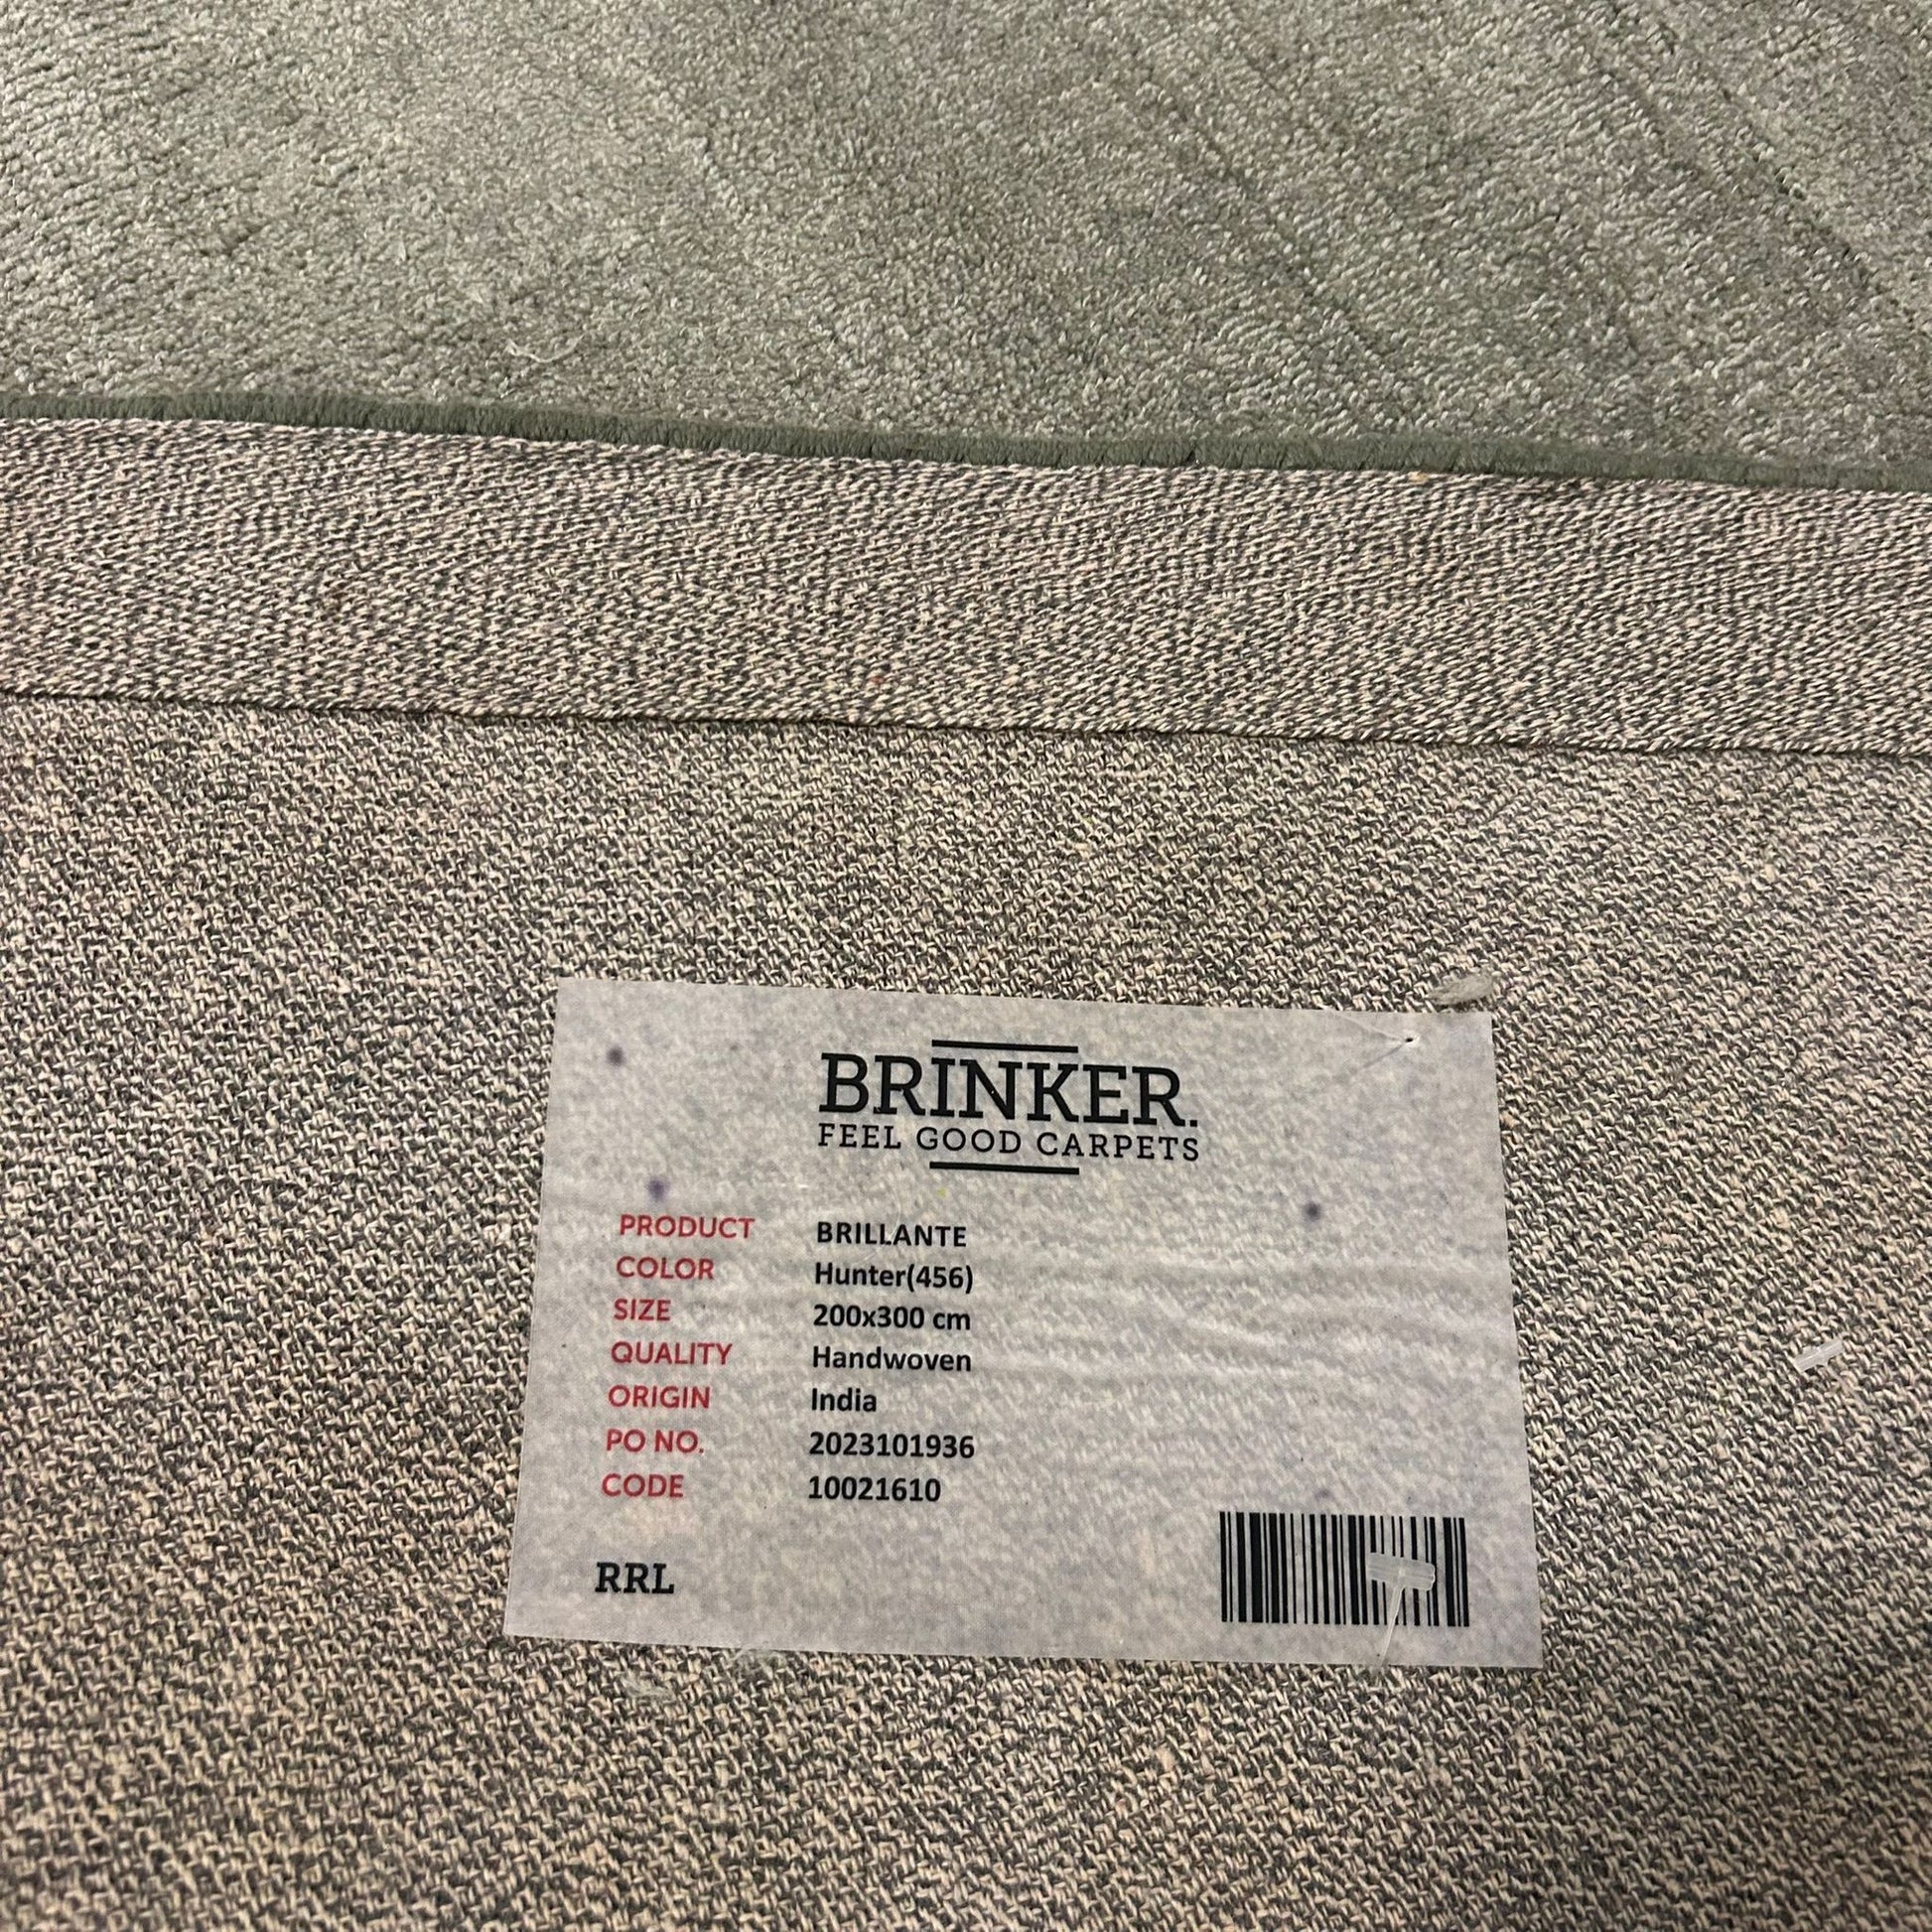 BRINKER.
FEEL GOOD CARPETS
PRODUCT BRILLANTE
COLOR Hunter(456)
SIZE 200x300 cm
QUALITY Handwoven
ORIGIN India
PO NO. 2023101936
CODE 10021610
RRL